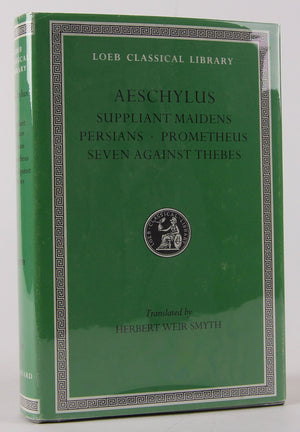 LOEB CLASSICAL LIBRARY
AESCHYLUS
SUPPLIANT MAIDENS
PERSIANS · PROMETHEUS
SEVEN AGAINST THEBES
Translated by
HERBERT WEIR SMYTH